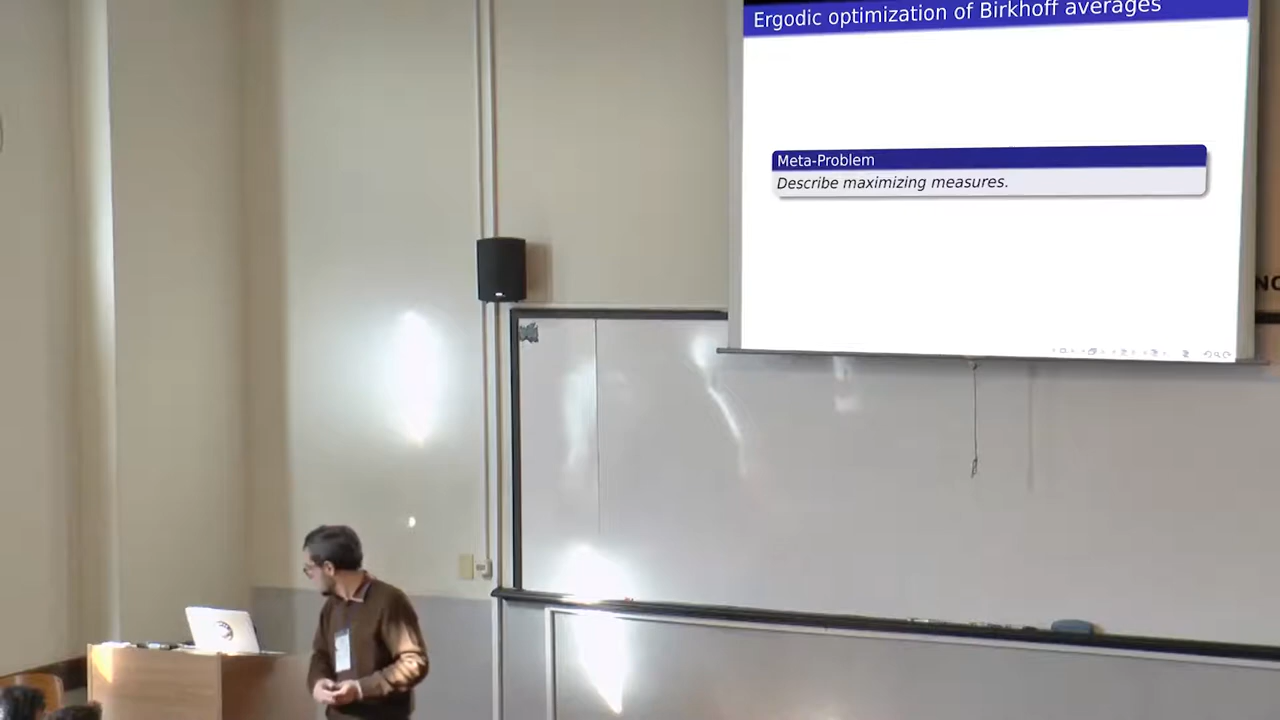 Ergodic optimization of Birkhoff averages
Meta-Problem
Describe maximizing measures.